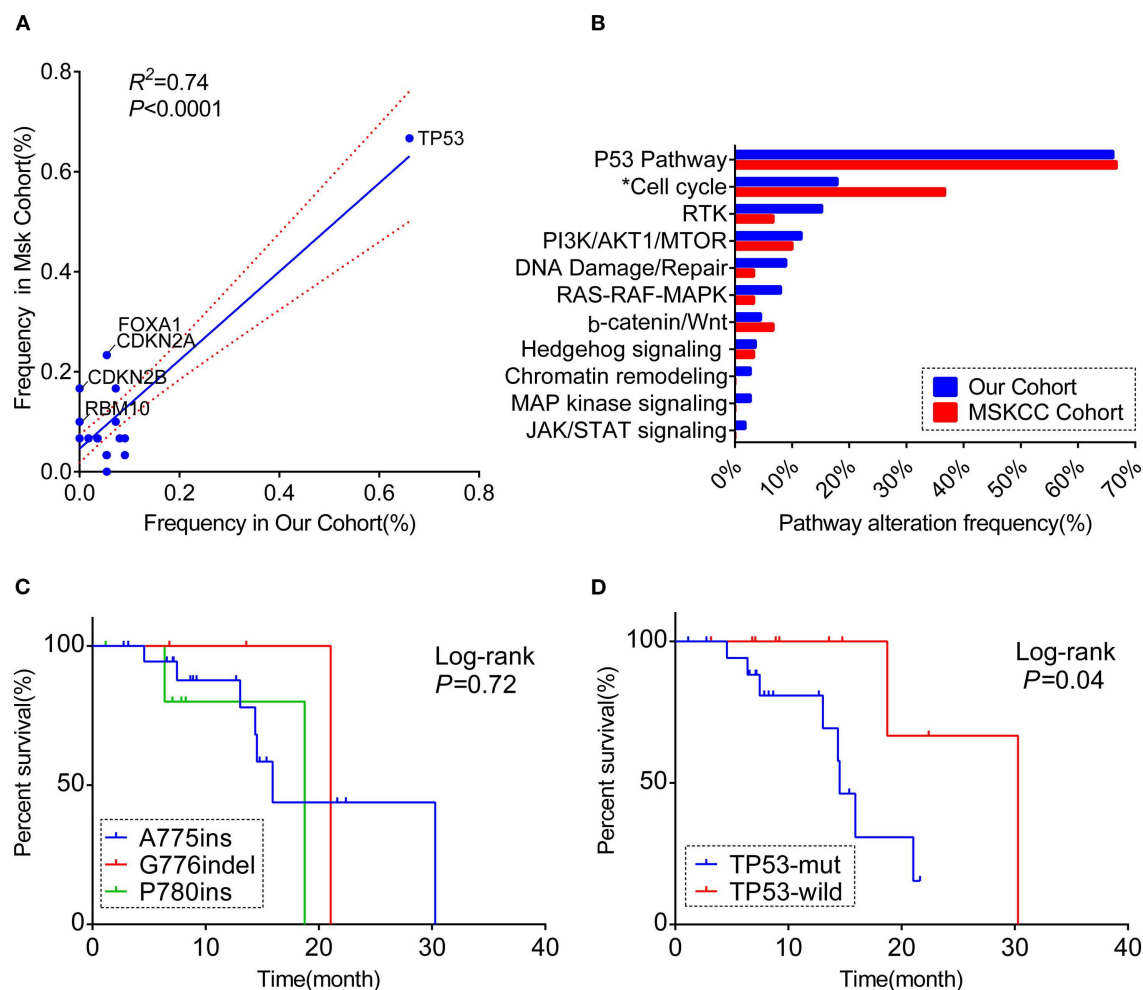 A
R²=0.74
P<0.0001
TP53
FOXA1
CDKN2A
CDKN2B
RBM10
0.8
0.6
0.4
0.2
0.0
0.0 0.2 0.4 0.6 0.8
Frequency in Msk Cohort(%)
Frequency in Our Cohort(%)
B
P53 Pathway
*Cell cycle
RTK
PI3K/AKT1/MTOR
DNA Damage/Repair
RAS-RAF-MAPK
b-catenin/Wnt
Hedgehog signaling
Chromatin remodeling
MAP kinase signaling
JAK/STAT signaling
Our Cohort
MSKCC Cohort
0% 10% 20% 30% 40% 50% 60% 70%
Pathway alteration frequency(%)
C
Log-rank
P=0.72
100
50
0
Percent survival(%)
A775ins
G776indel
P780ins
0 10 20 30 40
Time(month)
D
Log-rank
P=0.04
100
50
0
Percent survival(%)
TP53-mut
TP53-wild
0 10 20 30 40
Time(month)